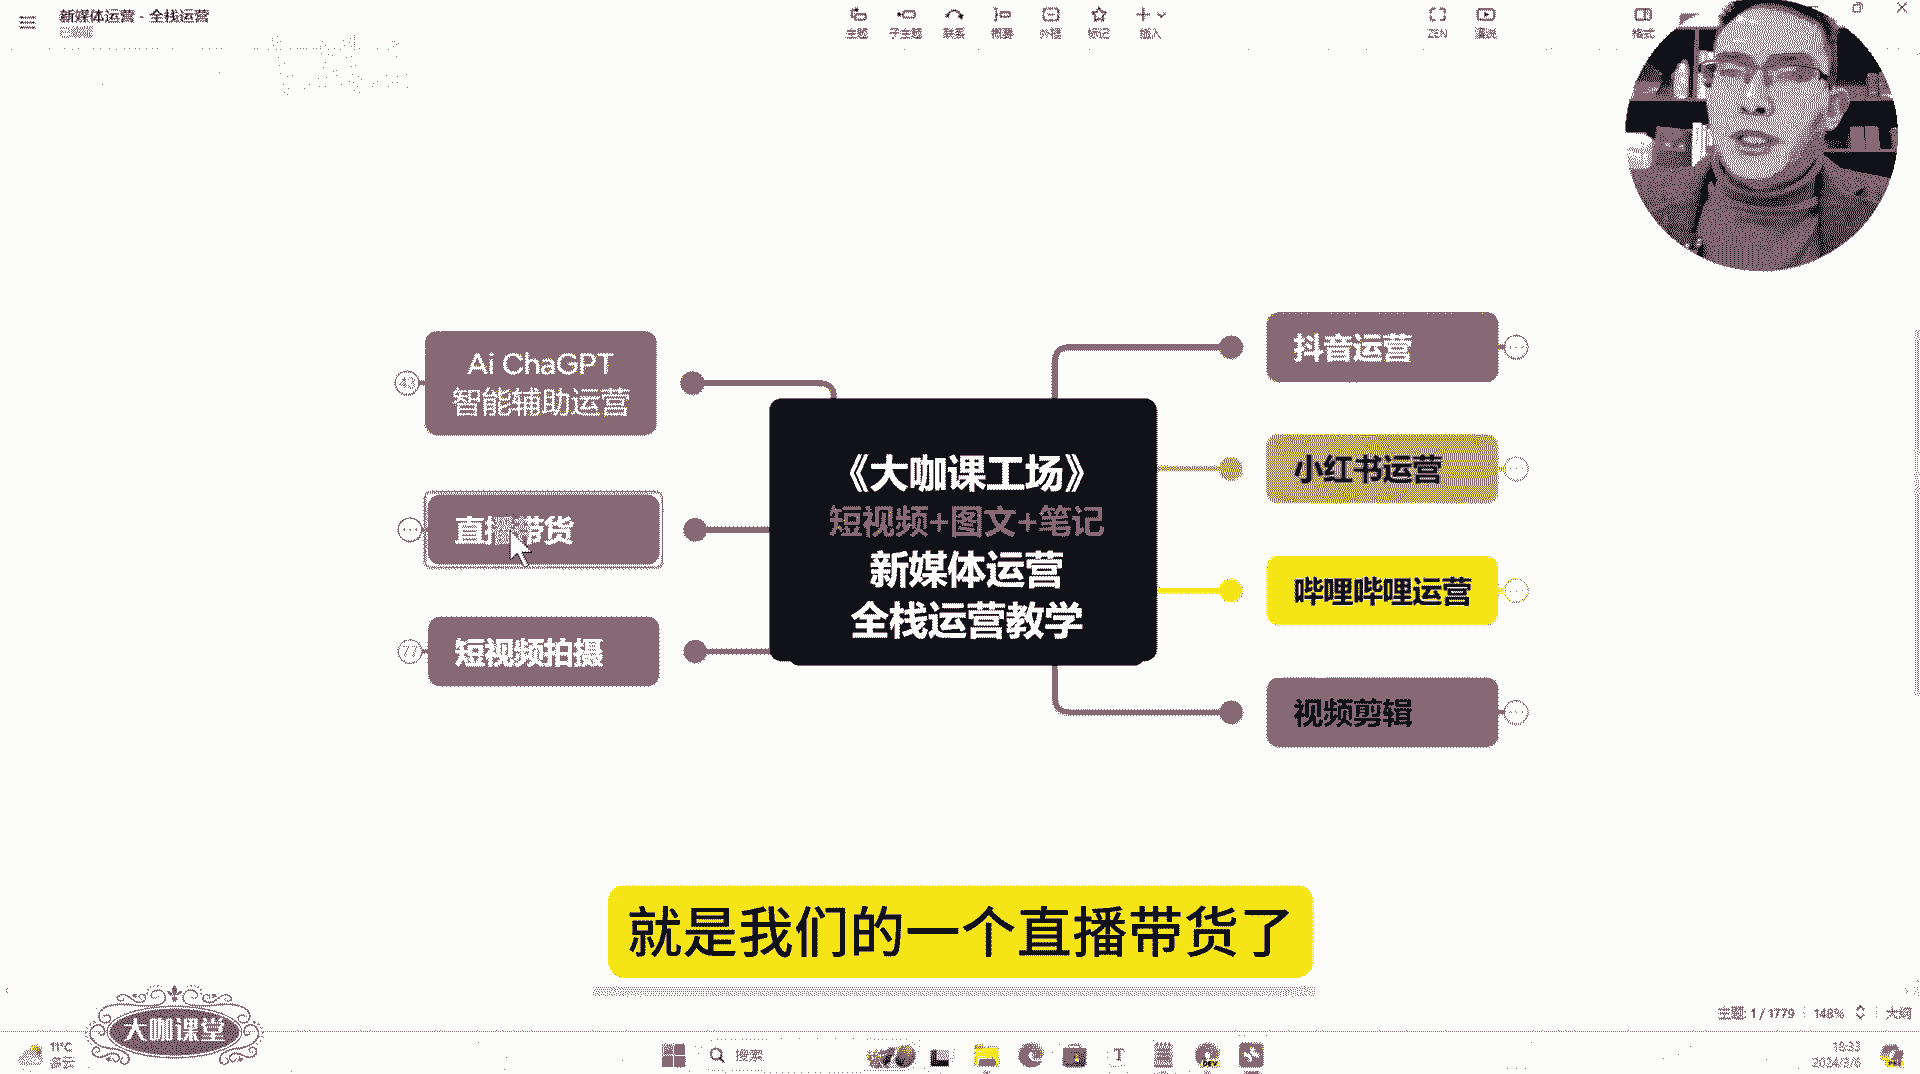 新媒体运营 - 全栈运营
已编辑
主题
子主题
联系
概要
外框
标记
插入
ZEN
演说
格式
43
Ai ChaGPT
智能辅助运营
直播带货
77
短视频拍摄
《大咖课工场》
短视频+图文+笔记
新媒体运营
全栈运营教学
抖音运营
小红书运营
哔哩哔哩运营
视频剪辑
就是我们的一个直播带货了
大咖课堂
主题: 1 / 1779
148%
大纲
11°C
多云
搜索
2024/3/6